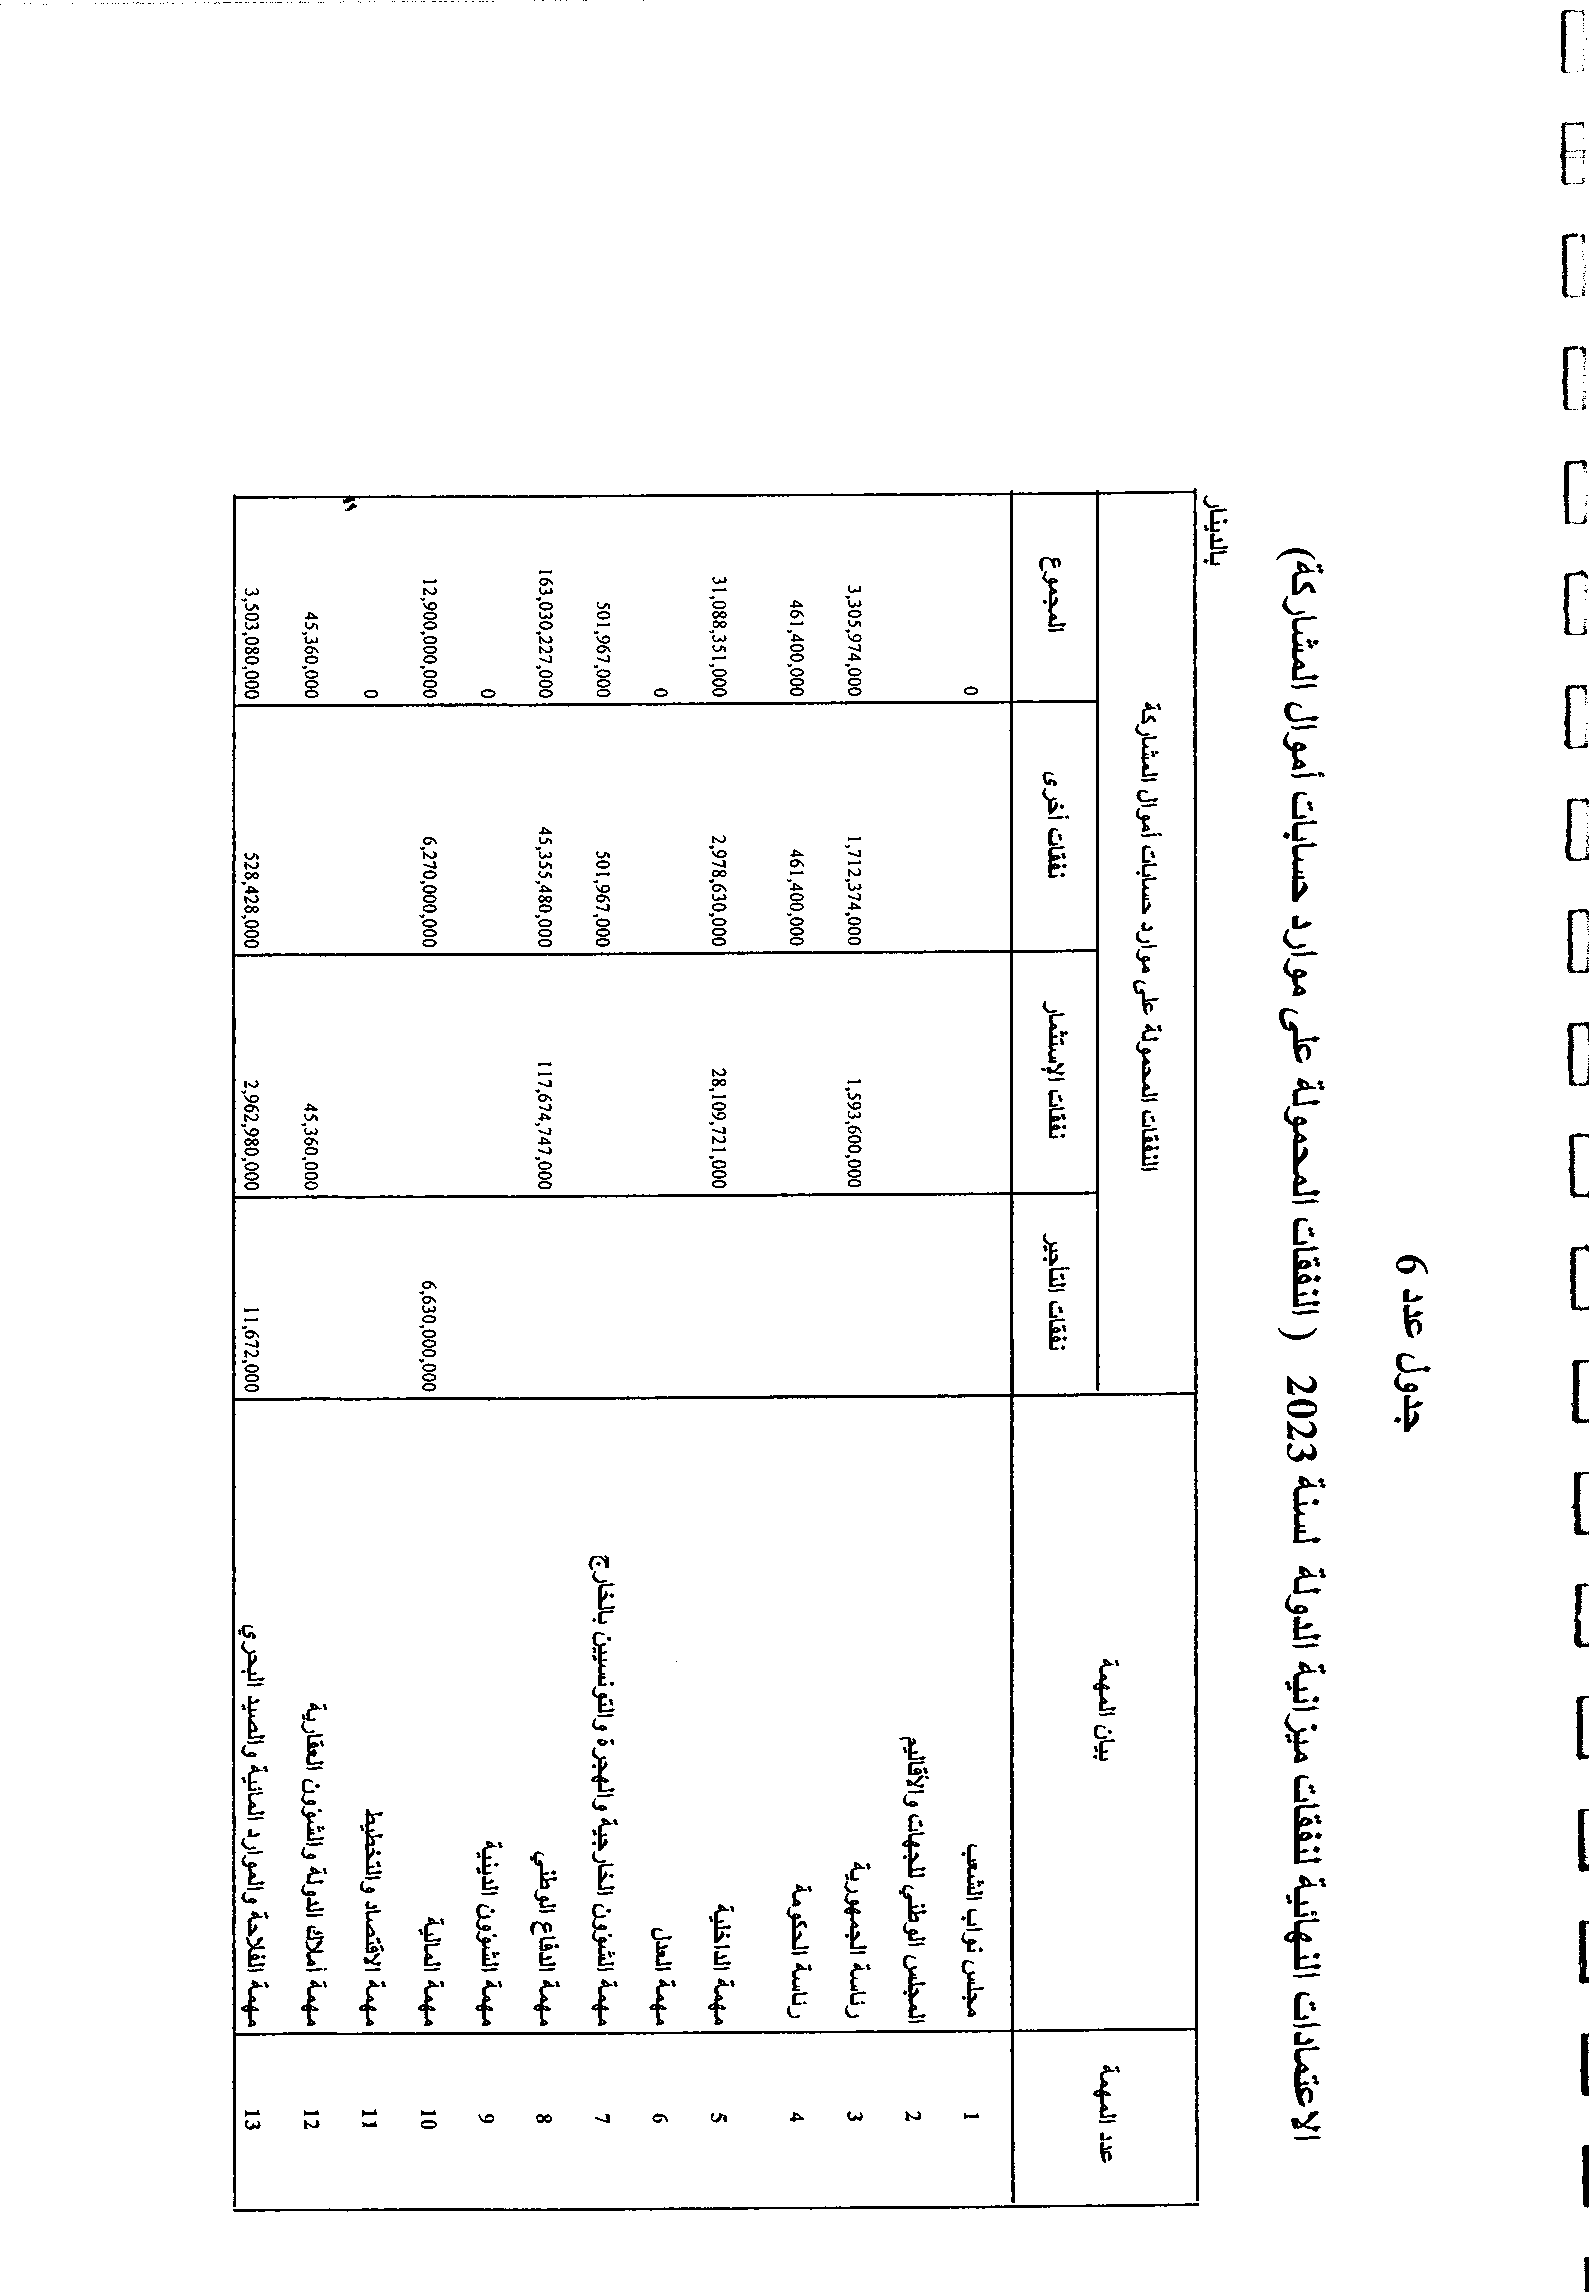 جدول عدد 6
الاعتمادات النهائية لنفقات ميزانية الدولة لسنة 2023 ( النفقات المحمولة على موارد حسابات أموال المشاركة)
بالدينار
عدد المهمة بيان المهمة النفقات المحمولة على موارد حسابات أموال المشاركة
نفقات التأجير نفقات الإستثمار نفقات أخرى المجموع
1 مجلس نواب الشعب 0
2 المجلس الوطني للجهات والأقاليم
3 رئاسة الجمهورية 1,593,600,000 1,712,374,000 3,305,974,000
4 رئاسة الحكومة 461,400,000 461,400,000
5 مهمة الداخلية 28,109,721,000 2,978,630,000 31,088,351,000
6 مهمة العدل 0
7 مهمة الشؤون الخارجية والهجرة والتونسيين بالخارج 501,967,000 501,967,000
8 مهمة الدفاع الوطني 117,674,747,000 45,355,480,000 163,030,227,000
9 مهمة الشؤون الدينية 0
10 مهمة المالية 6,630,000,000 6,270,000,000 12,900,000,000
11 مهمة الاقتصاد والتخطيط 0
12 مهمة أملاك الدولة والشؤون العقارية 45,360,000 45,360,000
13 مهمة الفلاحة والموارد المائية والصيد البحري 11,672,000 2,962,980,000 528,428,000 3,503,080,000